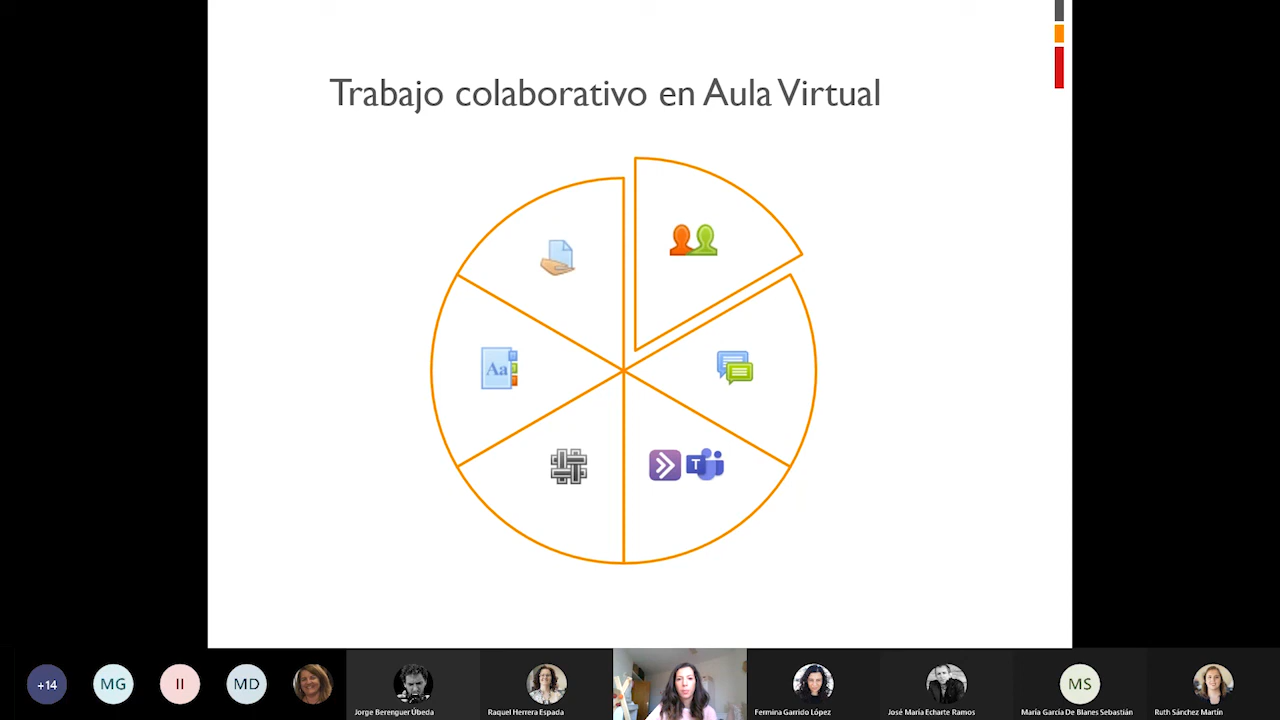 Trabajo colaborativo en Aula Virtual
Aa
T
+14
MG
II
MD
Jorge Berenguer Úbeda
Raquel Herrera Espada
Fermina Garrido López
José María Echarte Ramos
MS
María García De Blanes Sebastián
Ruth Sánchez Martín